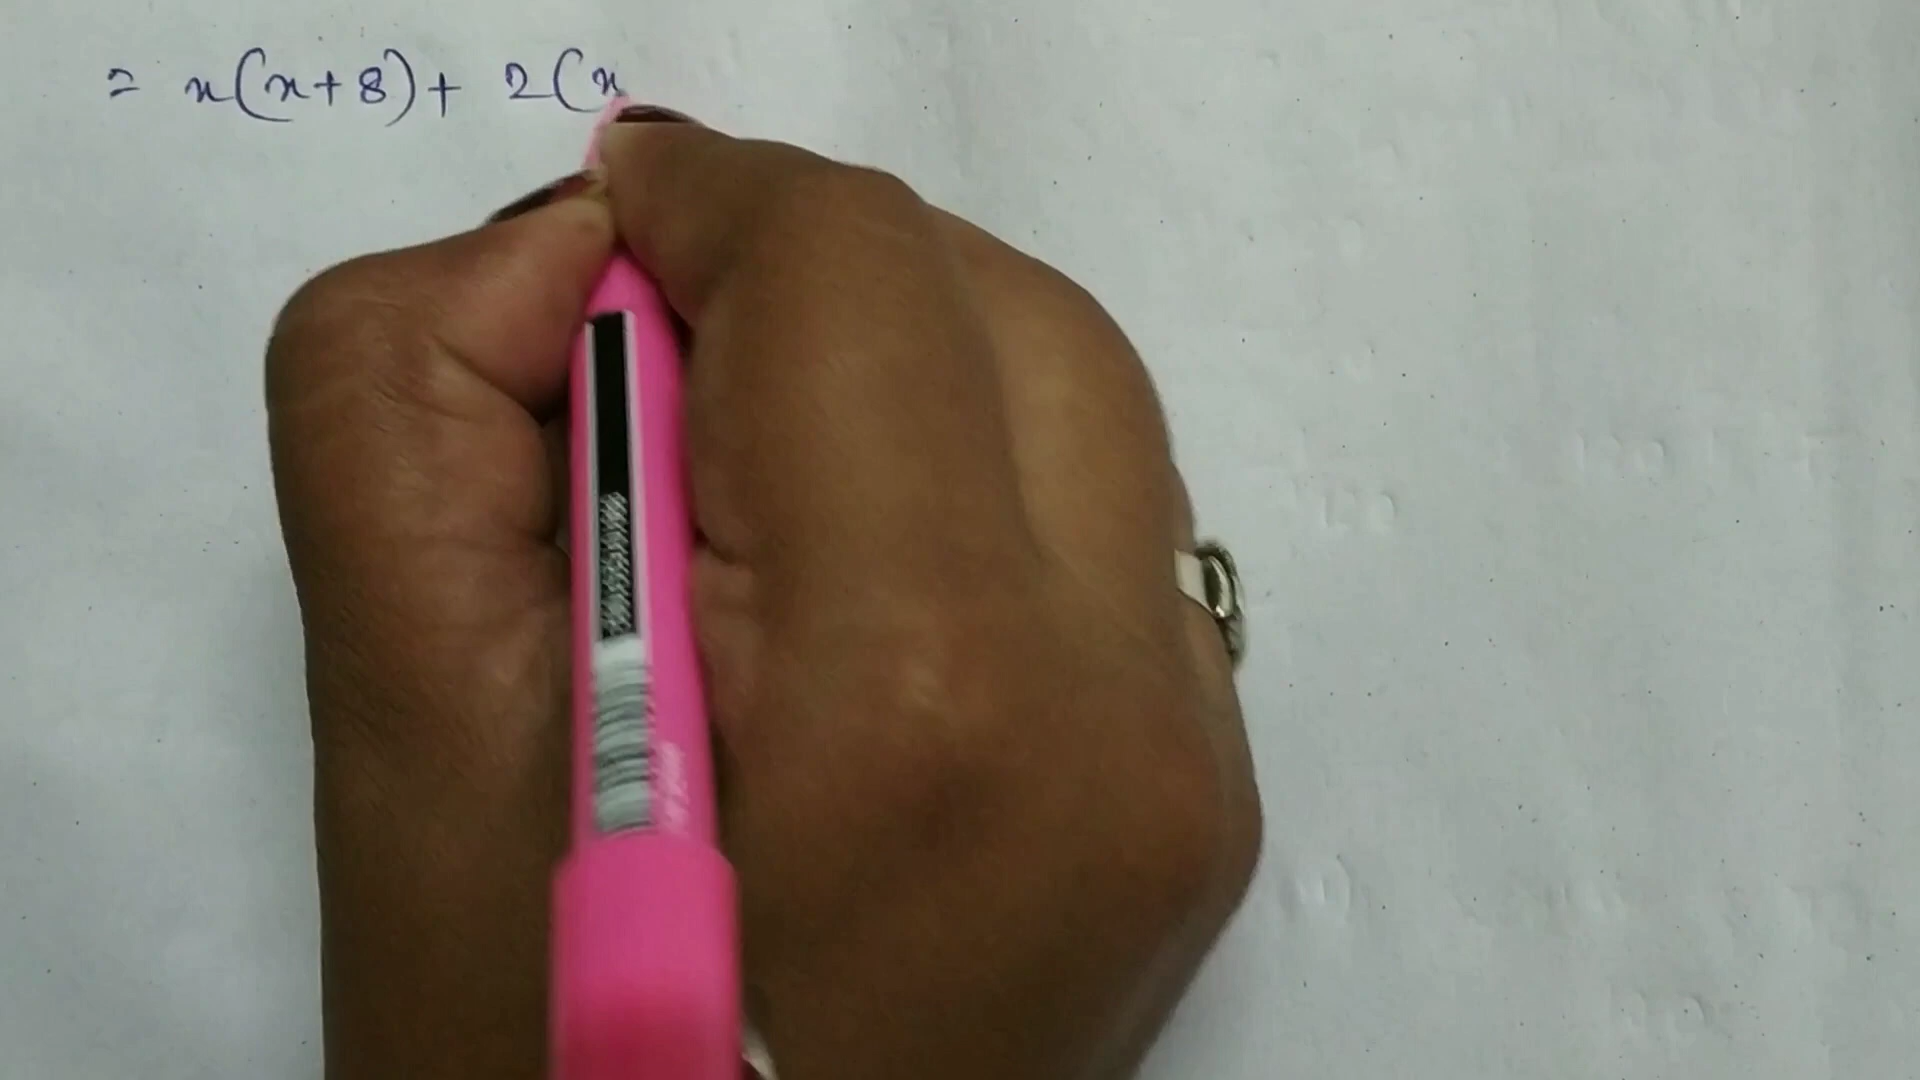 = x(x+8)+ 2(x